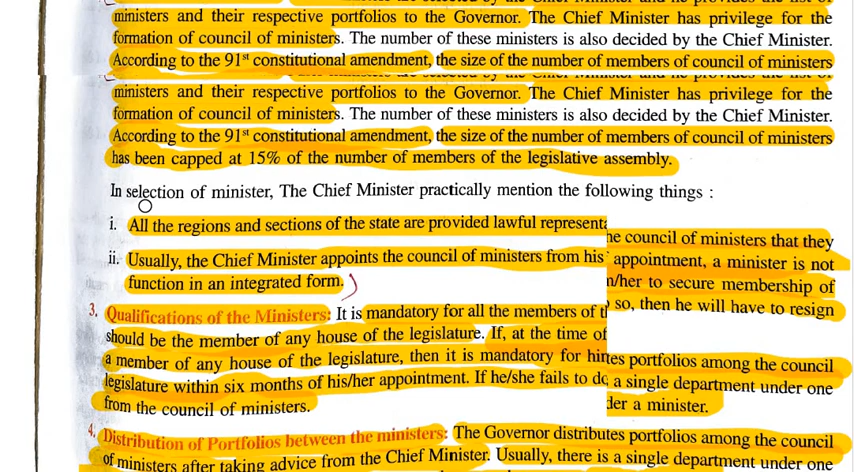 ministers and their respective portfolios to the Governor. The Chief Minister has privilege for the
formation of council of ministers. The number of these ministers is also decided by the Chief Minister.
According to the 91st constitutional amendment, the size of the number of members of council of ministers
ministers and their respective portfolios to the Governor. The Chief Minister has privilege for the
formation of council of ministers. The number of these ministers is also decided by the Chief Minister.
According to the 91st constitutional amendment, the size of the number of members of council of ministers
has been capped at 15% of the number of members of the legislative assembly.
In selection of minister, The Chief Minister practically mention the following things :
i. All the regions and sections of the state are provided lawful representa
ii. Usually, the Chief Minister appoints the council of ministers from his
function in an integrated form.
he council of ministers that they
appointment, a minister is not
n/her to secure membership of
so, then he will have to resign
3. Qualifications of the Ministers: It is mandatory for all the members of t
should be the member of any house of the legislature. If, at the time of
a member of any house of the legislature, then it is mandatory for hi
legislature within six months of his/her appointment. If he/she fails to do
from the council of ministers.
tes portfolios among the council
a single department under one
der a minister.
4. Distribution of Portfolios between the ministers: The Governor distributes portfolios among the council
of ministers after taking advice from the Chief Minister. Usually, there is a single department under one